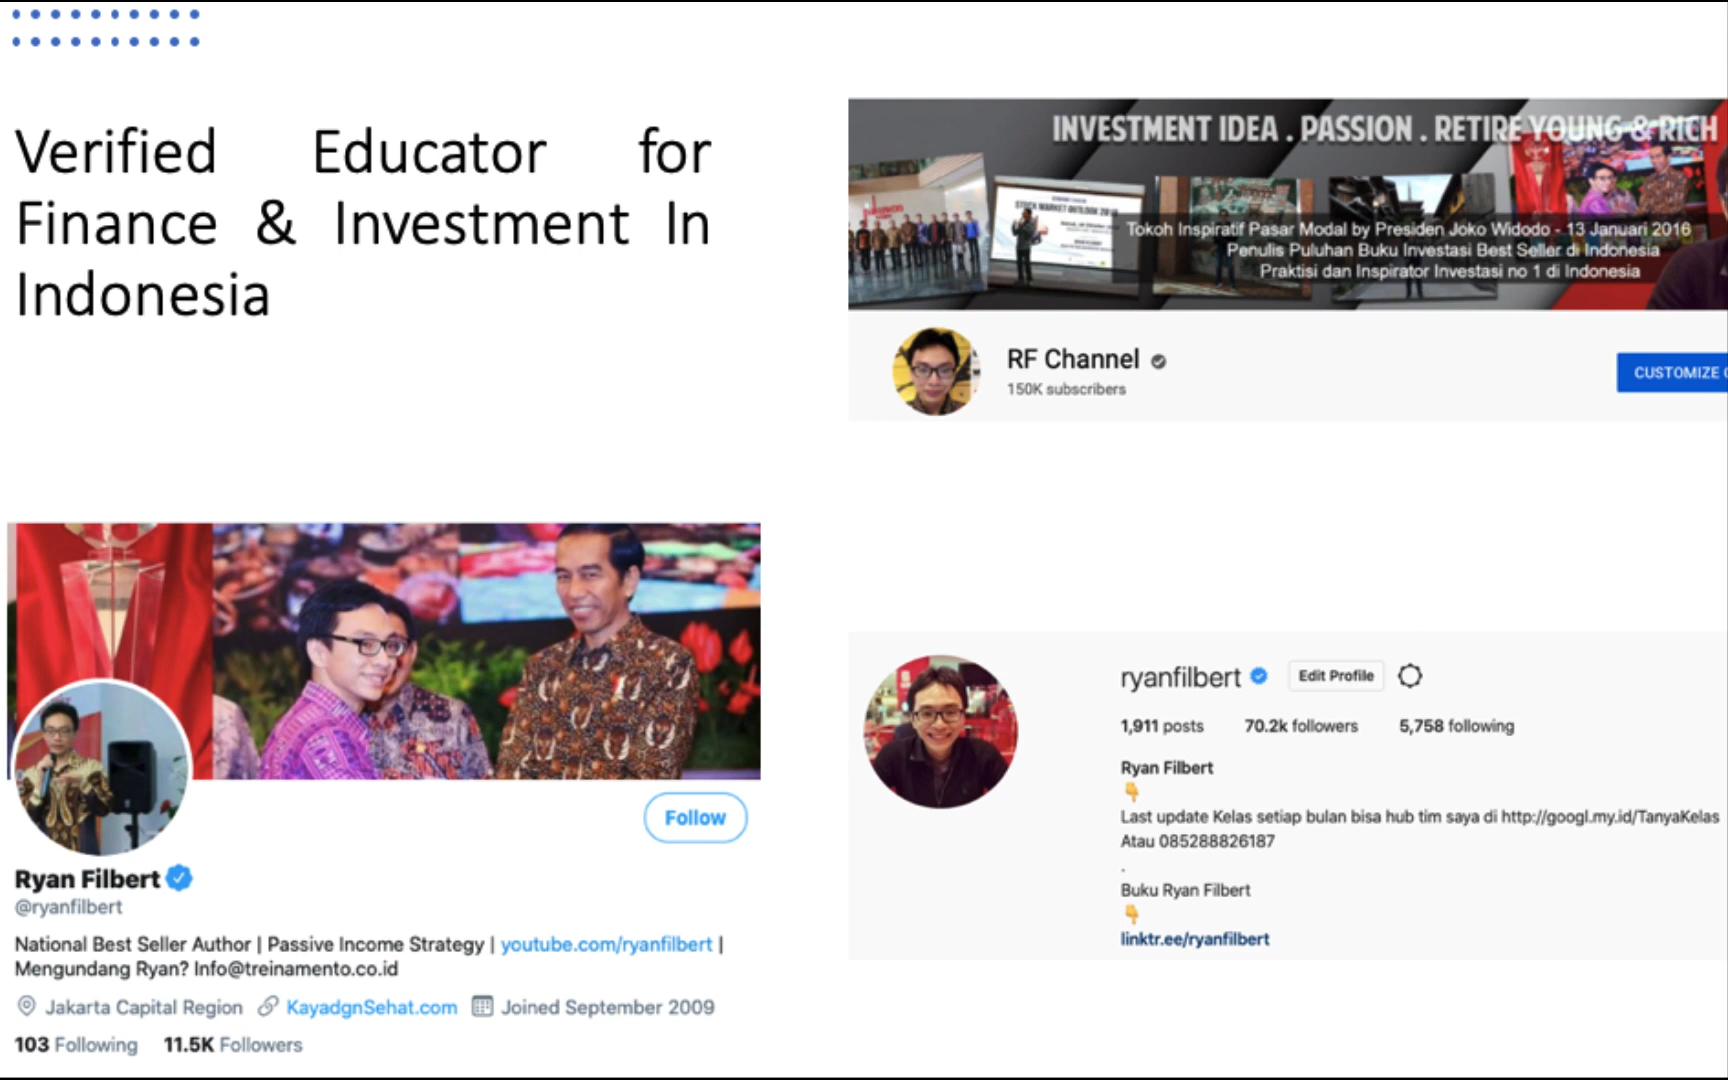 Verified Educator for
Finance & Investment In
Indonesia
INVESTMENT IDEA . PASSION . RETIRE YOUNG & RICH
STOCK MARKET OUTLOOK
Tokoh Inspiratif Pasar Modal by Presiden Joko Widodo - 13 Januari 2016
Penulis Puluhan Buku Investasi Best Seller di Indonesia
Praktisi dan Inspirator Investasi no 1 di Indonesia
RF Channel
150K subscribers
CUSTOMIZE
Follow
Ryan Filbert
@ryanfilbert
National Best Seller Author | Passive Income Strategy | youtube.com/ryanfilbert |
Mengundang Ryan? Info@treinamento.co.id
Jakarta Capital Region KayadgnSehat.com Joined September 2009
103 Following 11.5K Followers
ryanfilbert Edit Profile
1,911 posts 70.2k followers 5,758 following
Ryan Filbert
Last update Kelas setiap bulan bisa hub tim saya di http://googl.my.id/TanyaKelas
Atau 085288826187
.
Buku Ryan Filbert
linktr.ee/ryanfilbert